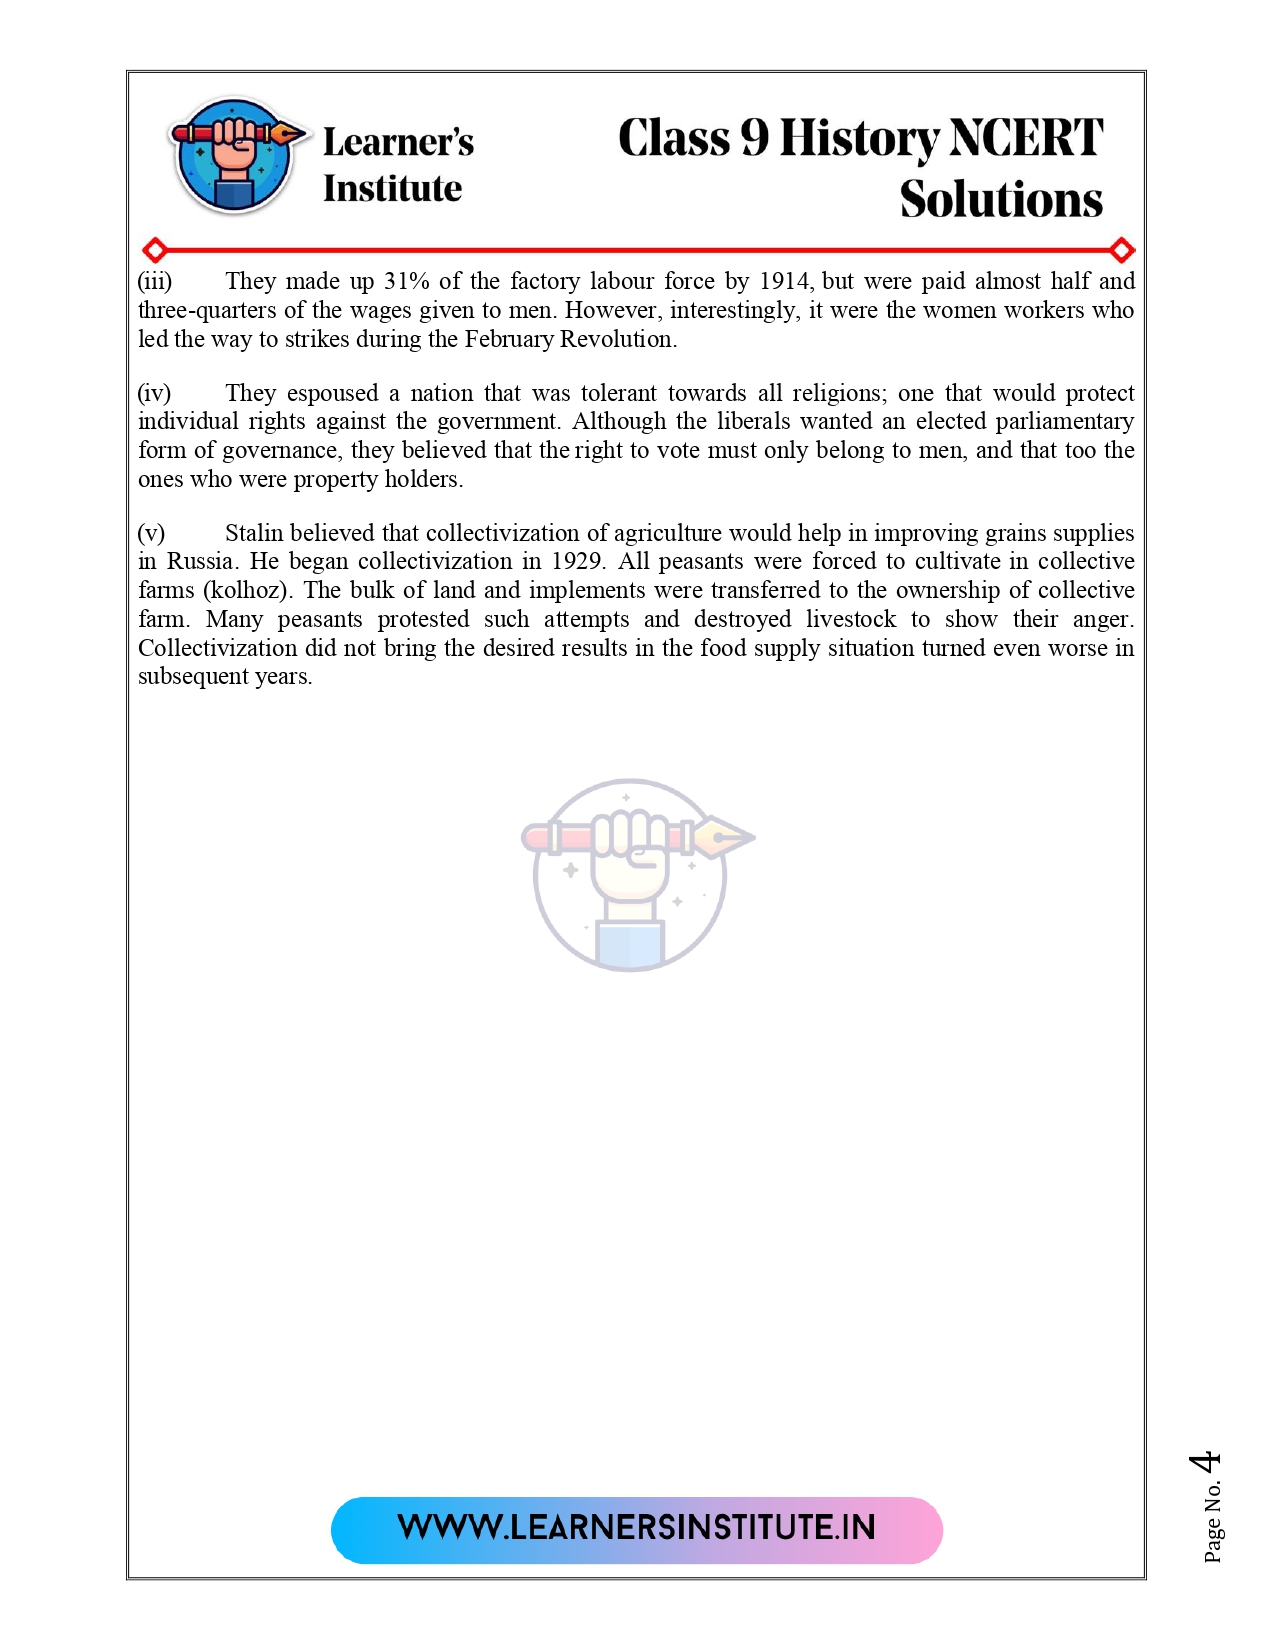 Learner's
Institute
Class 9 History NCERT
Solutions
(iii) They made up 31% of the factory labour force by 1914, but were paid almost half and
three-quarters of the wages given to men. However, interestingly, it were the women workers who
led the way to strikes during the February Revolution.
(iv) They espoused a nation that was tolerant towards all religions; one that would protect
individual rights against the government. Although the liberals wanted an elected parliamentary
form of governance, they believed that the right to vote must only belong to men, and that too the
ones who were property holders.
(v) Stalin believed that collectivization of agriculture would help in improving grains supplies
in Russia. He began collectivization in 1929. All peasants were forced to cultivate in collective
farms (kolhoz). The bulk of land and implements were transferred to the ownership of collective
farm. Many peasants protested such attempts and destroyed livestock to show their anger.
Collectivization did not bring the desired results in the food supply situation turned even worse in
subsequent years.
WWW.LEARNERSINSTITUTE.IN
Page No. 4